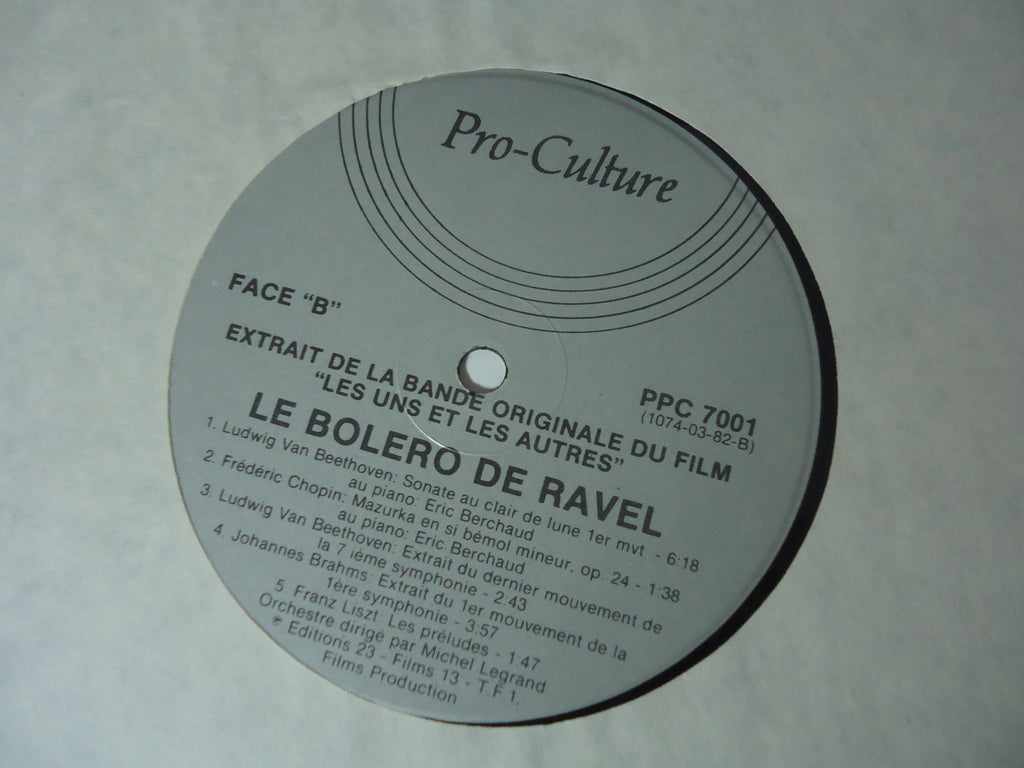 Pro-Culture
FACE "B"
PPC 7001
(1074-03-82-B)
EXTRAIT DE LA BANDE ORIGINALE DU FILM
"LES UNS ET LES AUTRES"
LE BOLERO DE RAVEL
1. Ludwig Van Beethoven: Sonate au clair de lune 1er mvt - 6:18
au piano: Eric Berchaud
2. Frédéric Chopin: Mazurka en si bémol mineur, op. 24 - 1:38
au piano: Eric Berchaud
3. Ludwig Van Beethoven: Extrait du dernier mouvement de
la 7 ième symphonie - 2:43
4. Johannes Brahms: Extrait du 1er mouvement de la
1ère symphonie - 3:57
5. Franz Liszt: Les préludes - 1:47
Orchestre dirigé par Michel Legrand
℗ Editions 23 - Films 13 - T.F.1.
Films Production